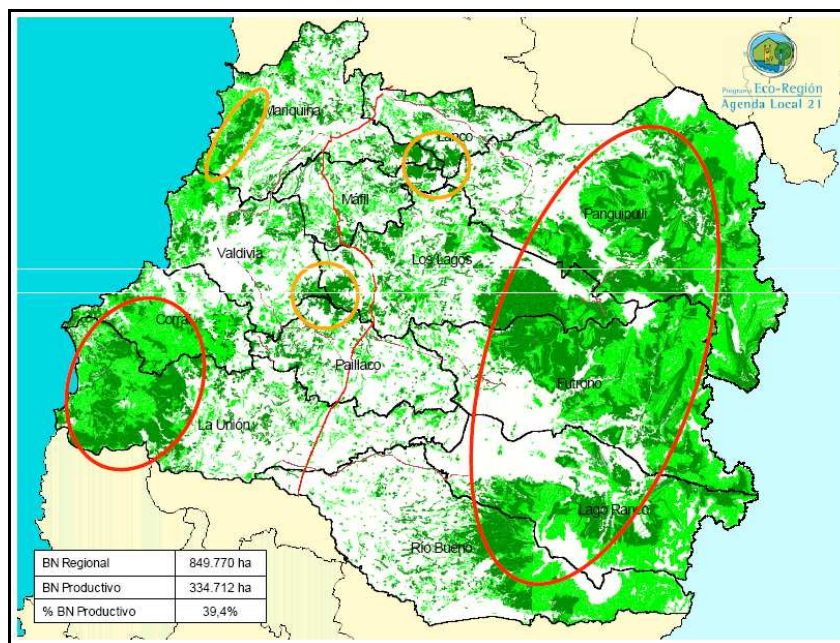 Programa Eco-Región
Agenda Local 21
Mariquina
Lanco
Panguipulli
Máfil
Valdivia
Los Lagos
Corral
Futrono
Paillaco
La Unión
Lago Ranco
Río Bueno
BN Regional 849.770 ha
BN Productivo 334.712 ha
% BN Productivo 39,4%